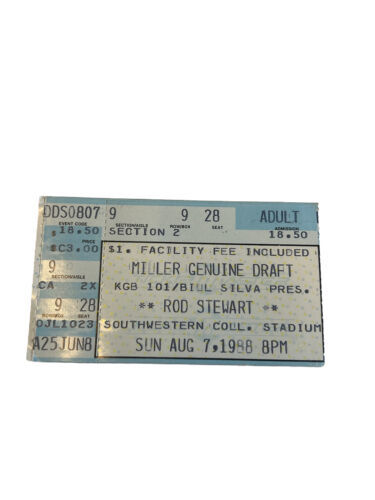 DDS0807 9 9 28 ADULT
EVENT CODE SECTION/AISLE ROW/BOX SEAT ADMISSION
$18.50 SECTION 2 18.50
PRICE
$C3.00 $1. FACILITY FEE INCLUDED
9 MILLER GENUINE DRAFT
SECTION/AISLE
CA 2X KGB 101/BILL SILVA PRES.
9 28 ** ROD STEWART **
ROW/BOX SEAT
0JL1023 SOUTHWESTERN COLL. STADIUM
A25JUN8 SUN AUG 7,1988 8PM